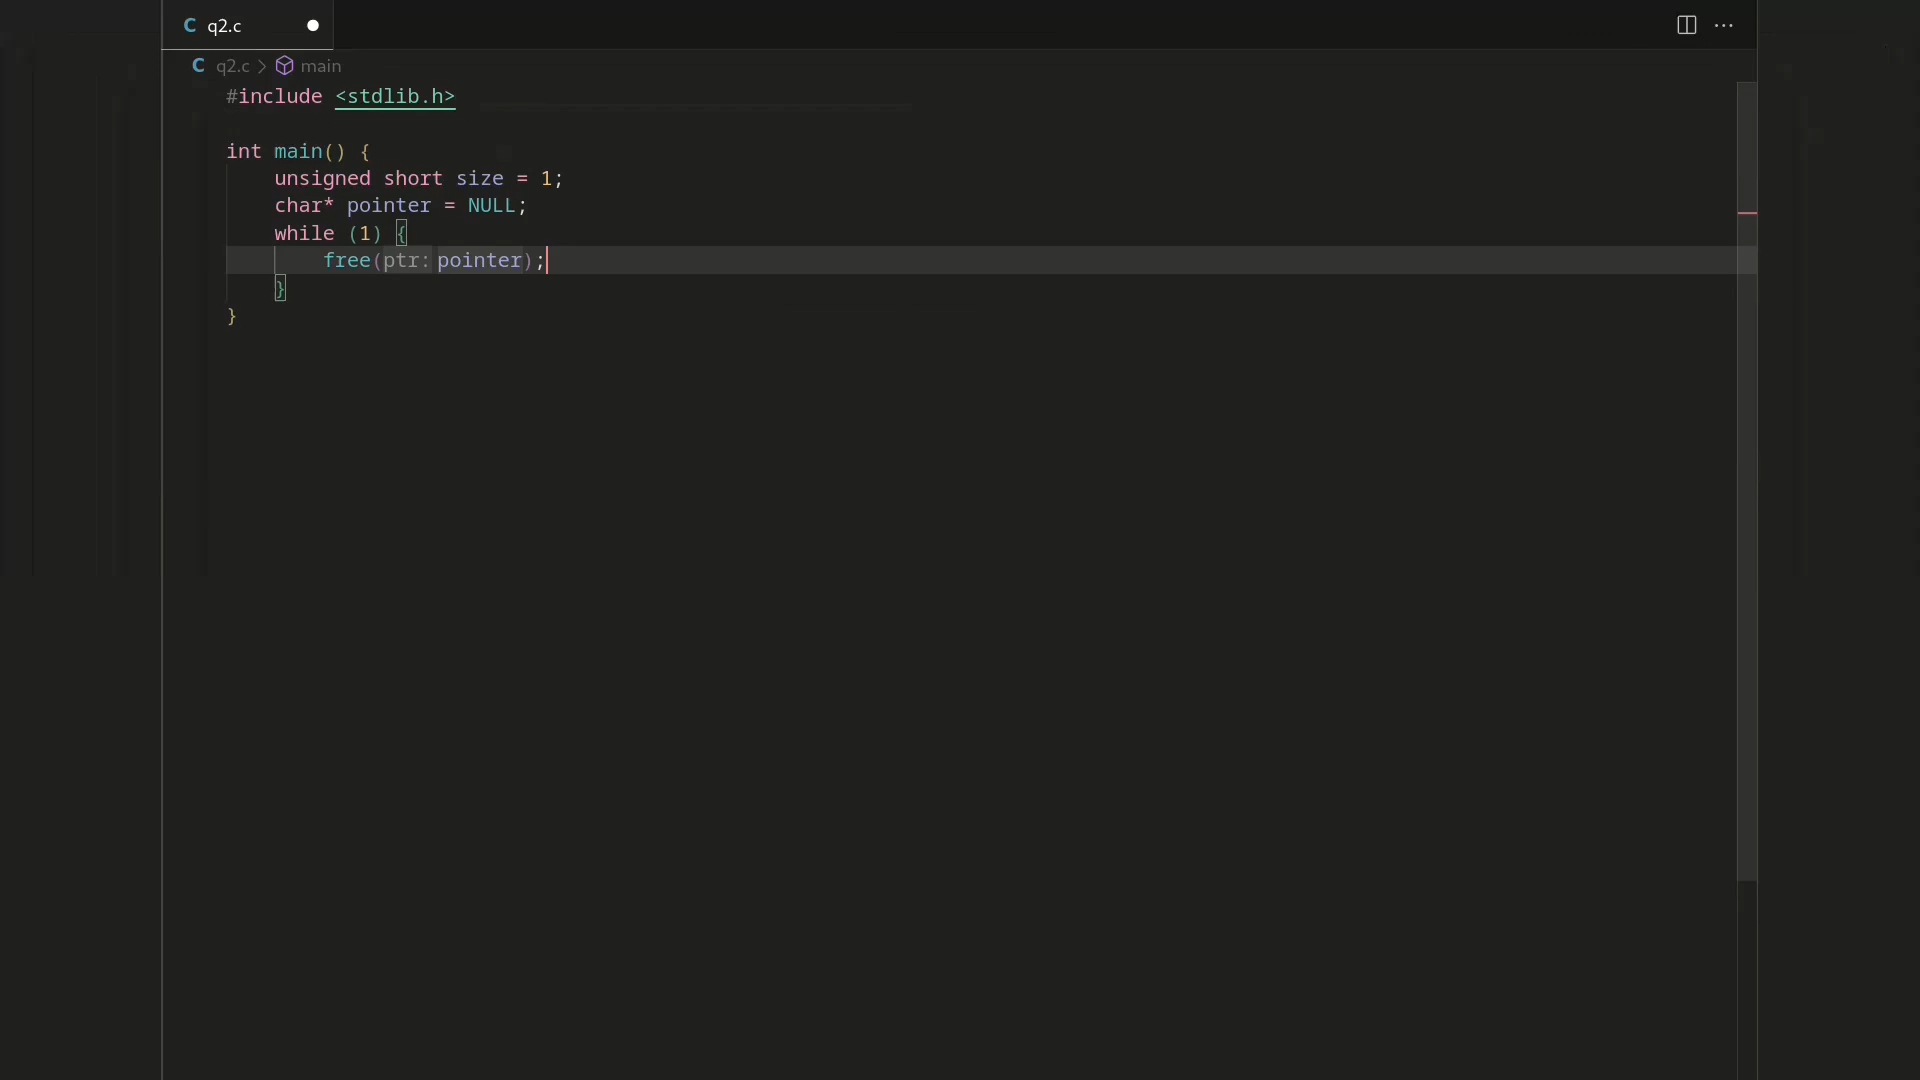 C q2.c
C q2.c > main
#include <stdlib.h>
int main() {
unsigned short size = 1;
char* pointer = NULL;
while (1) {
free(ptr: pointer);
}
}